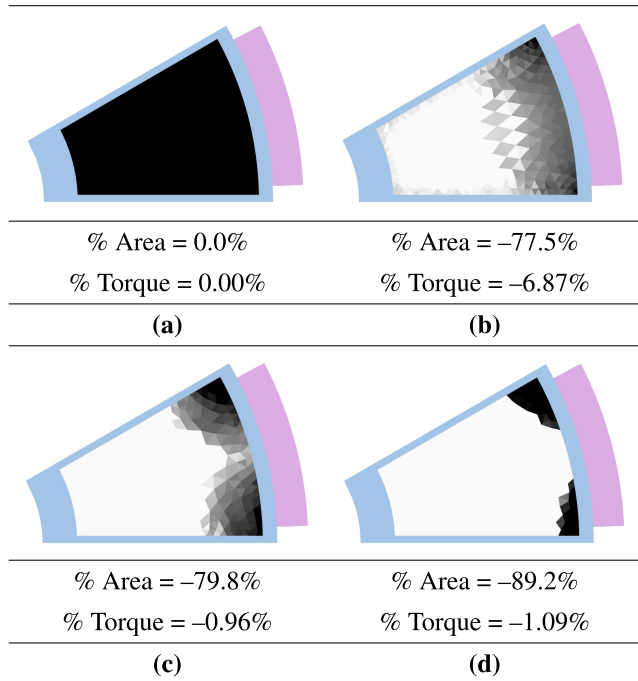 % Area = 0.0%
% Area = –77.5%
% Torque = 0.00%
% Torque = –6.87%
(a)
(b)
% Area = –79.8%
% Area = –89.2%
% Torque = –0.96%
% Torque = –1.09%
(c)
(d)